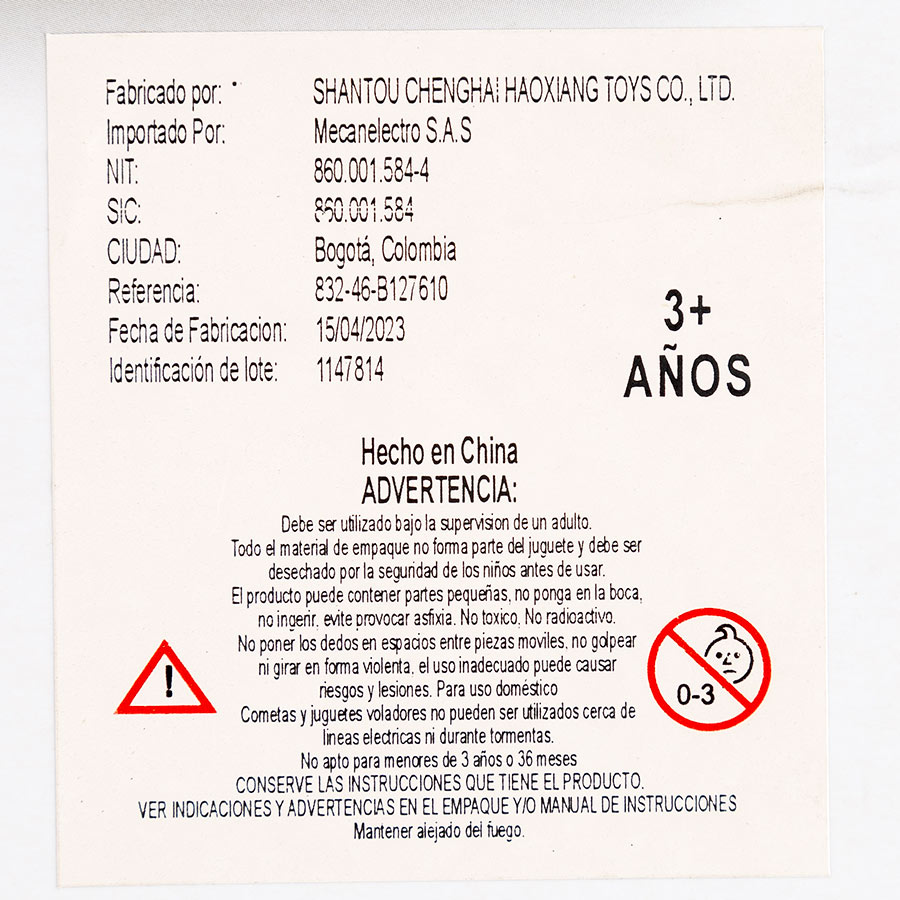 Fabricado por: SHANTOU CHENGHAI HAOXIANG TOYS CO., LTD.
Importado Por: Mecanelectro S.A.S
NIT: 860.001.584-4
SIC: 860.001.584
CIUDAD: Bogotá, Colombia
Referencia: 832-46-B127610
Fecha de Fabricacion: 15/04/2023
Identificación de lote: 1147814
3+
AÑOS
Hecho en China
ADVERTENCIA:
Debe ser utilizado bajo la supervision de un adulto.
Todo el material de empaque no forma parte del juguete y debe ser
desechado por la seguridad de los niños antes de usar.
El producto puede contener partes pequeñas, no ponga en la boca,
no ingerir, evite provocar asfixia. No toxico, No radioactivo.
No poner los dedos en espacios entre piezas moviles, no golpear
ni girar en forma violenta, el uso inadecuado puede causar
riesgos y lesiones. Para uso doméstico
Cometas y juguetes voladores no pueden ser utilizados cerca de
lineas electricas ni durante tormentas.
No apto para menores de 3 años o 36 meses
CONSERVE LAS INSTRUCCIONES QUE TIENE EL PRODUCTO.
VER INDICACIONES Y ADVERTENCIAS EN EL EMPAQUE Y/O MANUAL DE INSTRUCCIONES
Mantener alejado del fuego.
!
0-3